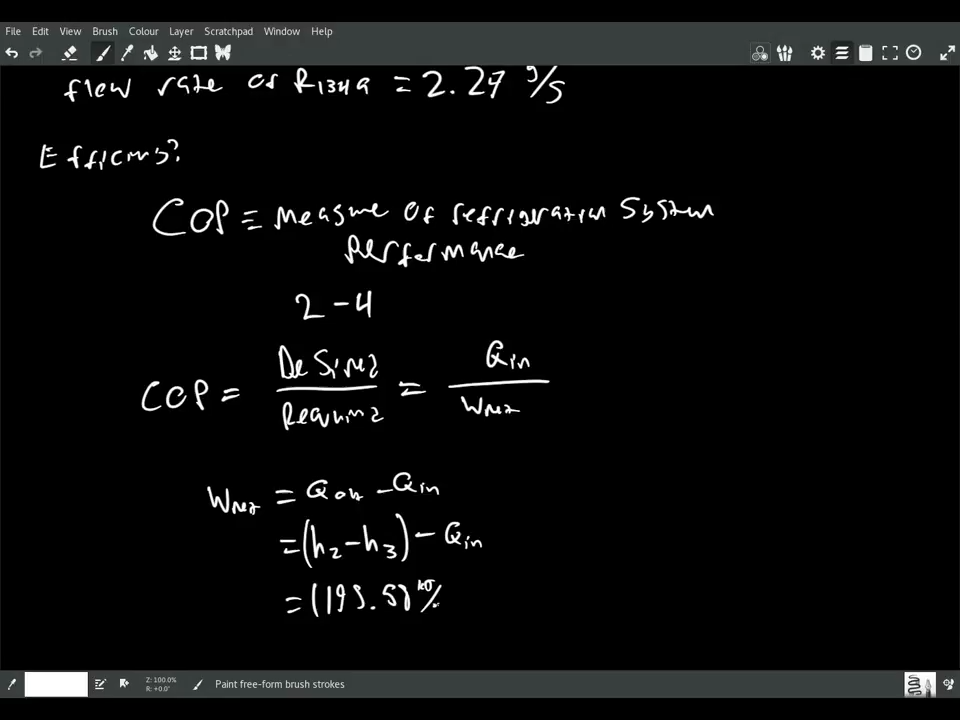 File Edit View Brush Colour Layer Scratchpad Window Help
flow rate of R134a = 2.27 g/s
COP = Measure of refrigeration System
Performance
2 - 4
COP = Desired / Required = Qin / Wnet
Wnet = Qout - Qin
= (h2 - h3) - Qin
= (195.58 kJ/
Z: 100.0%
R: +0.0°
Paint free-form brush strokes